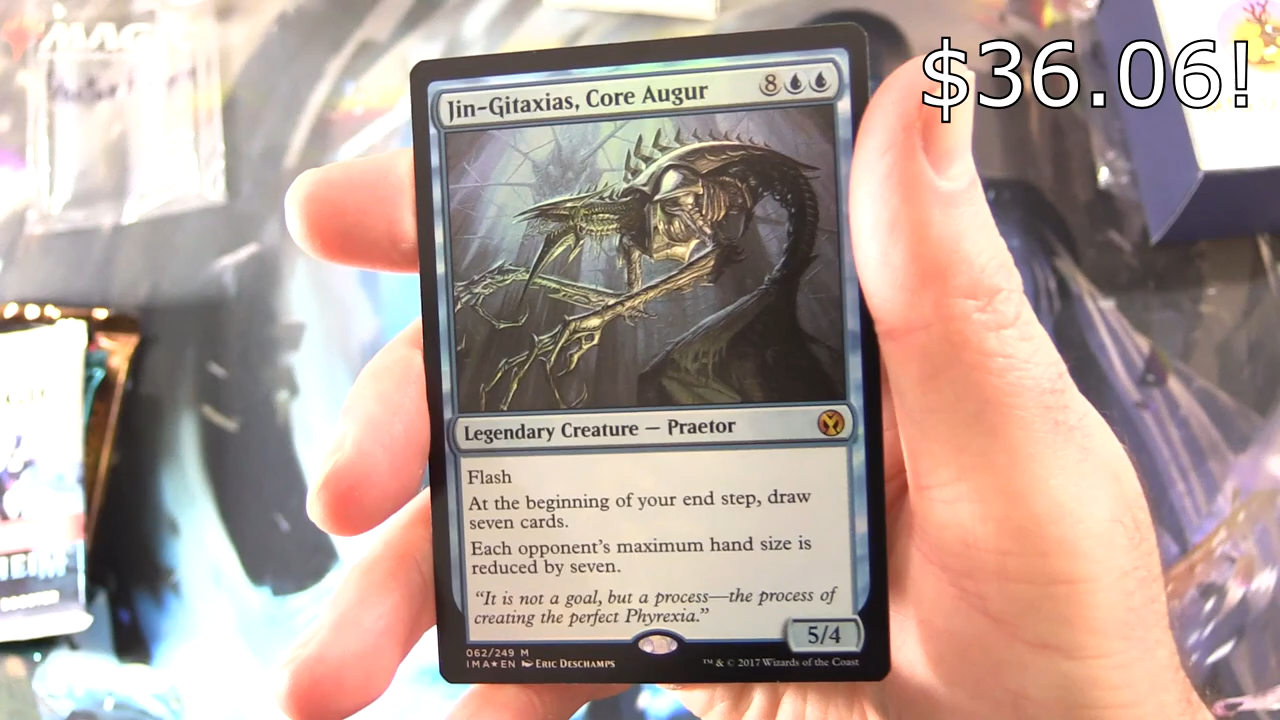 MAGIC
$36.06!
Jin-Gitaxias, Core Augur 8
Legendary Creature — Praetor
Flash
At the beginning of your end step, draw
seven cards.
Each opponent's maximum hand size is
reduced by seven.
"It is not a goal, but a process—the process of
creating the perfect Phyrexia."
5/4
062/249 M
IMA★EN ERIC DESCHAMPS
™ & © 2017 Wizards of the Coast